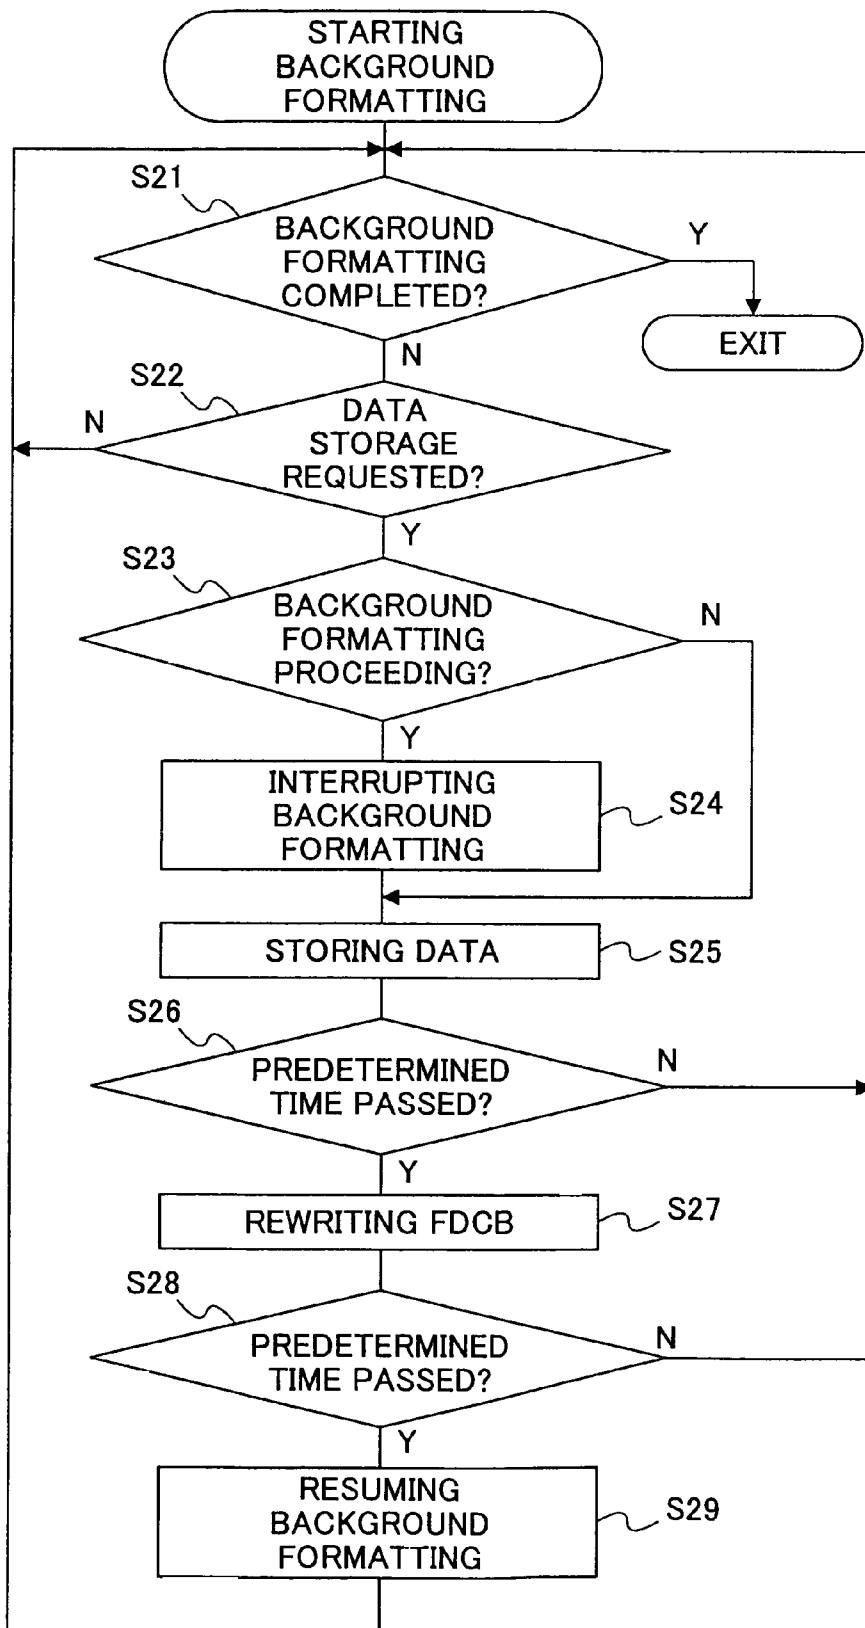 STARTING
BACKGROUND
FORMATTING
S21
BACKGROUND
FORMATTING
COMPLETED?
Y
EXIT
N
S22
DATA
STORAGE
REQUESTED?
N
Y
S23
BACKGROUND
FORMATTING
PROCEEDING?
N
Y
INTERRUPTING
BACKGROUND
FORMATTING
S24
STORING DATA
S25
S26
PREDETERMINED
TIME PASSED?
N
Y
REWRITING FDCB
S27
S28
PREDETERMINED
TIME PASSED?
N
Y
RESUMING
BACKGROUND
FORMATTING
S29